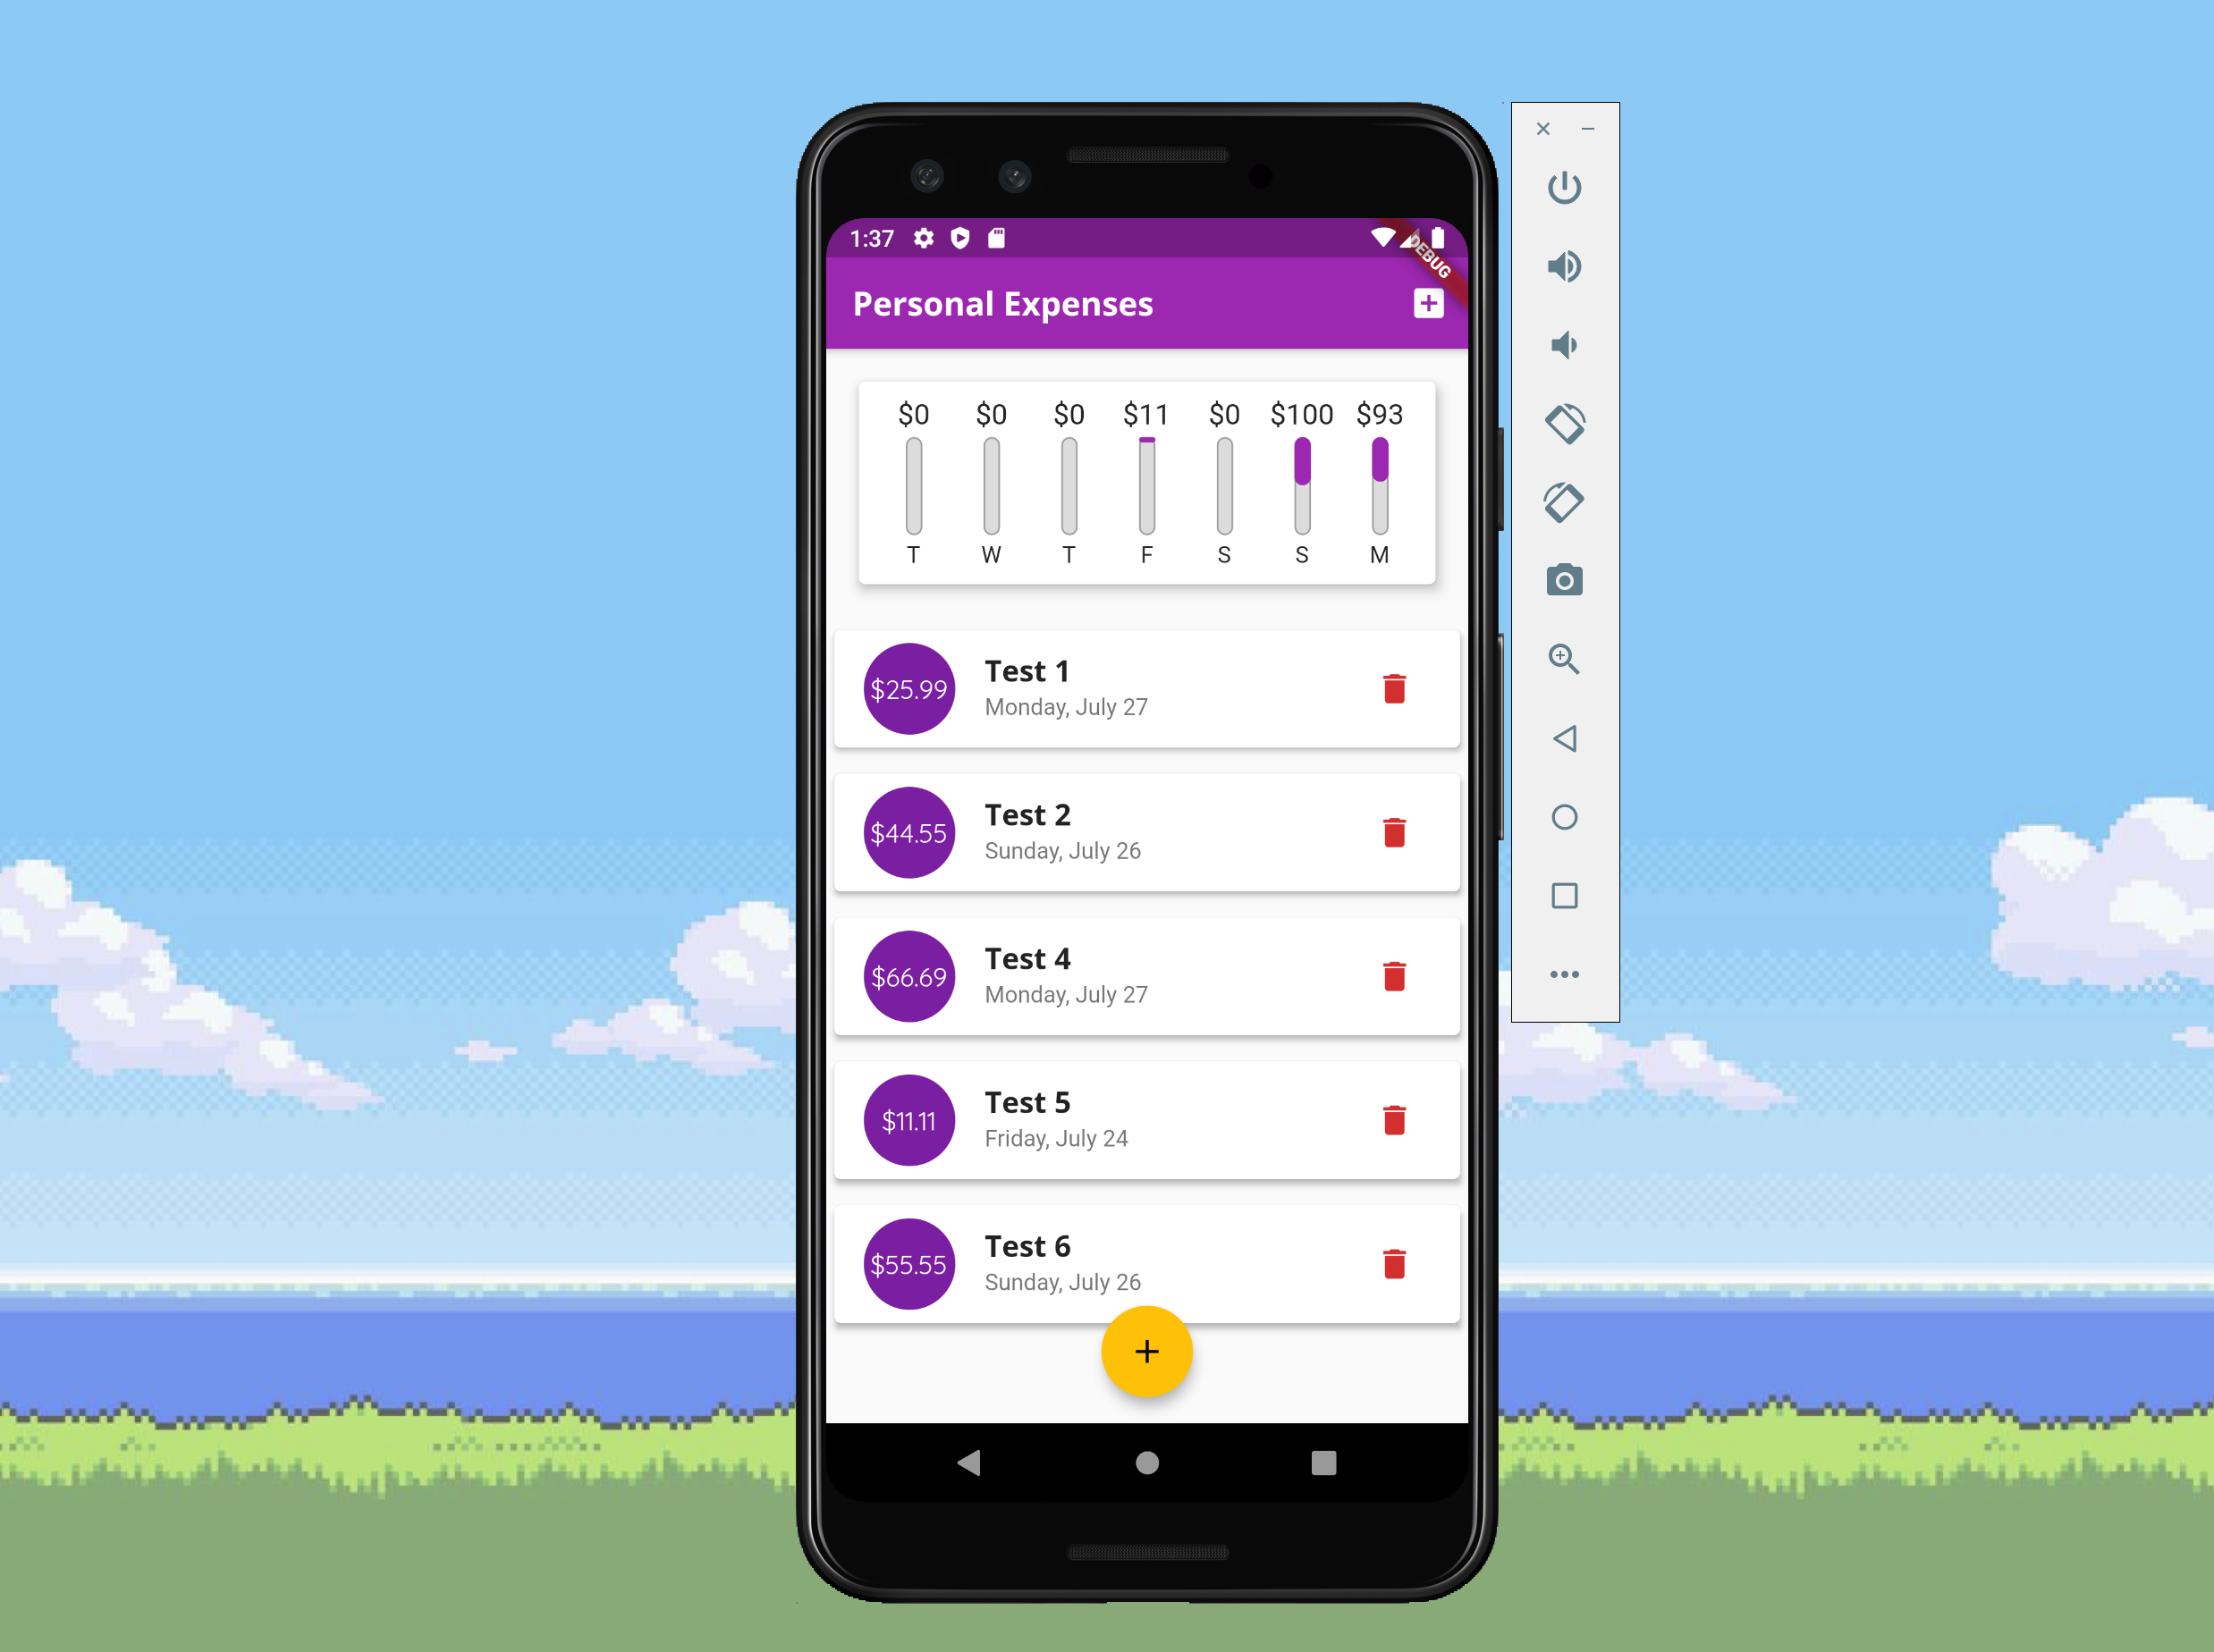 1:37
DEBUG
Personal Expenses
$0 $0 $0 $11 $0 $100 $93
T W T F S S M
$25.99
Test 1
Monday, July 27
$44.55
Test 2
Sunday, July 26
$66.69
Test 4
Monday, July 27
$11.11
Test 5
Friday, July 24
$55.55
Test 6
Sunday, July 26